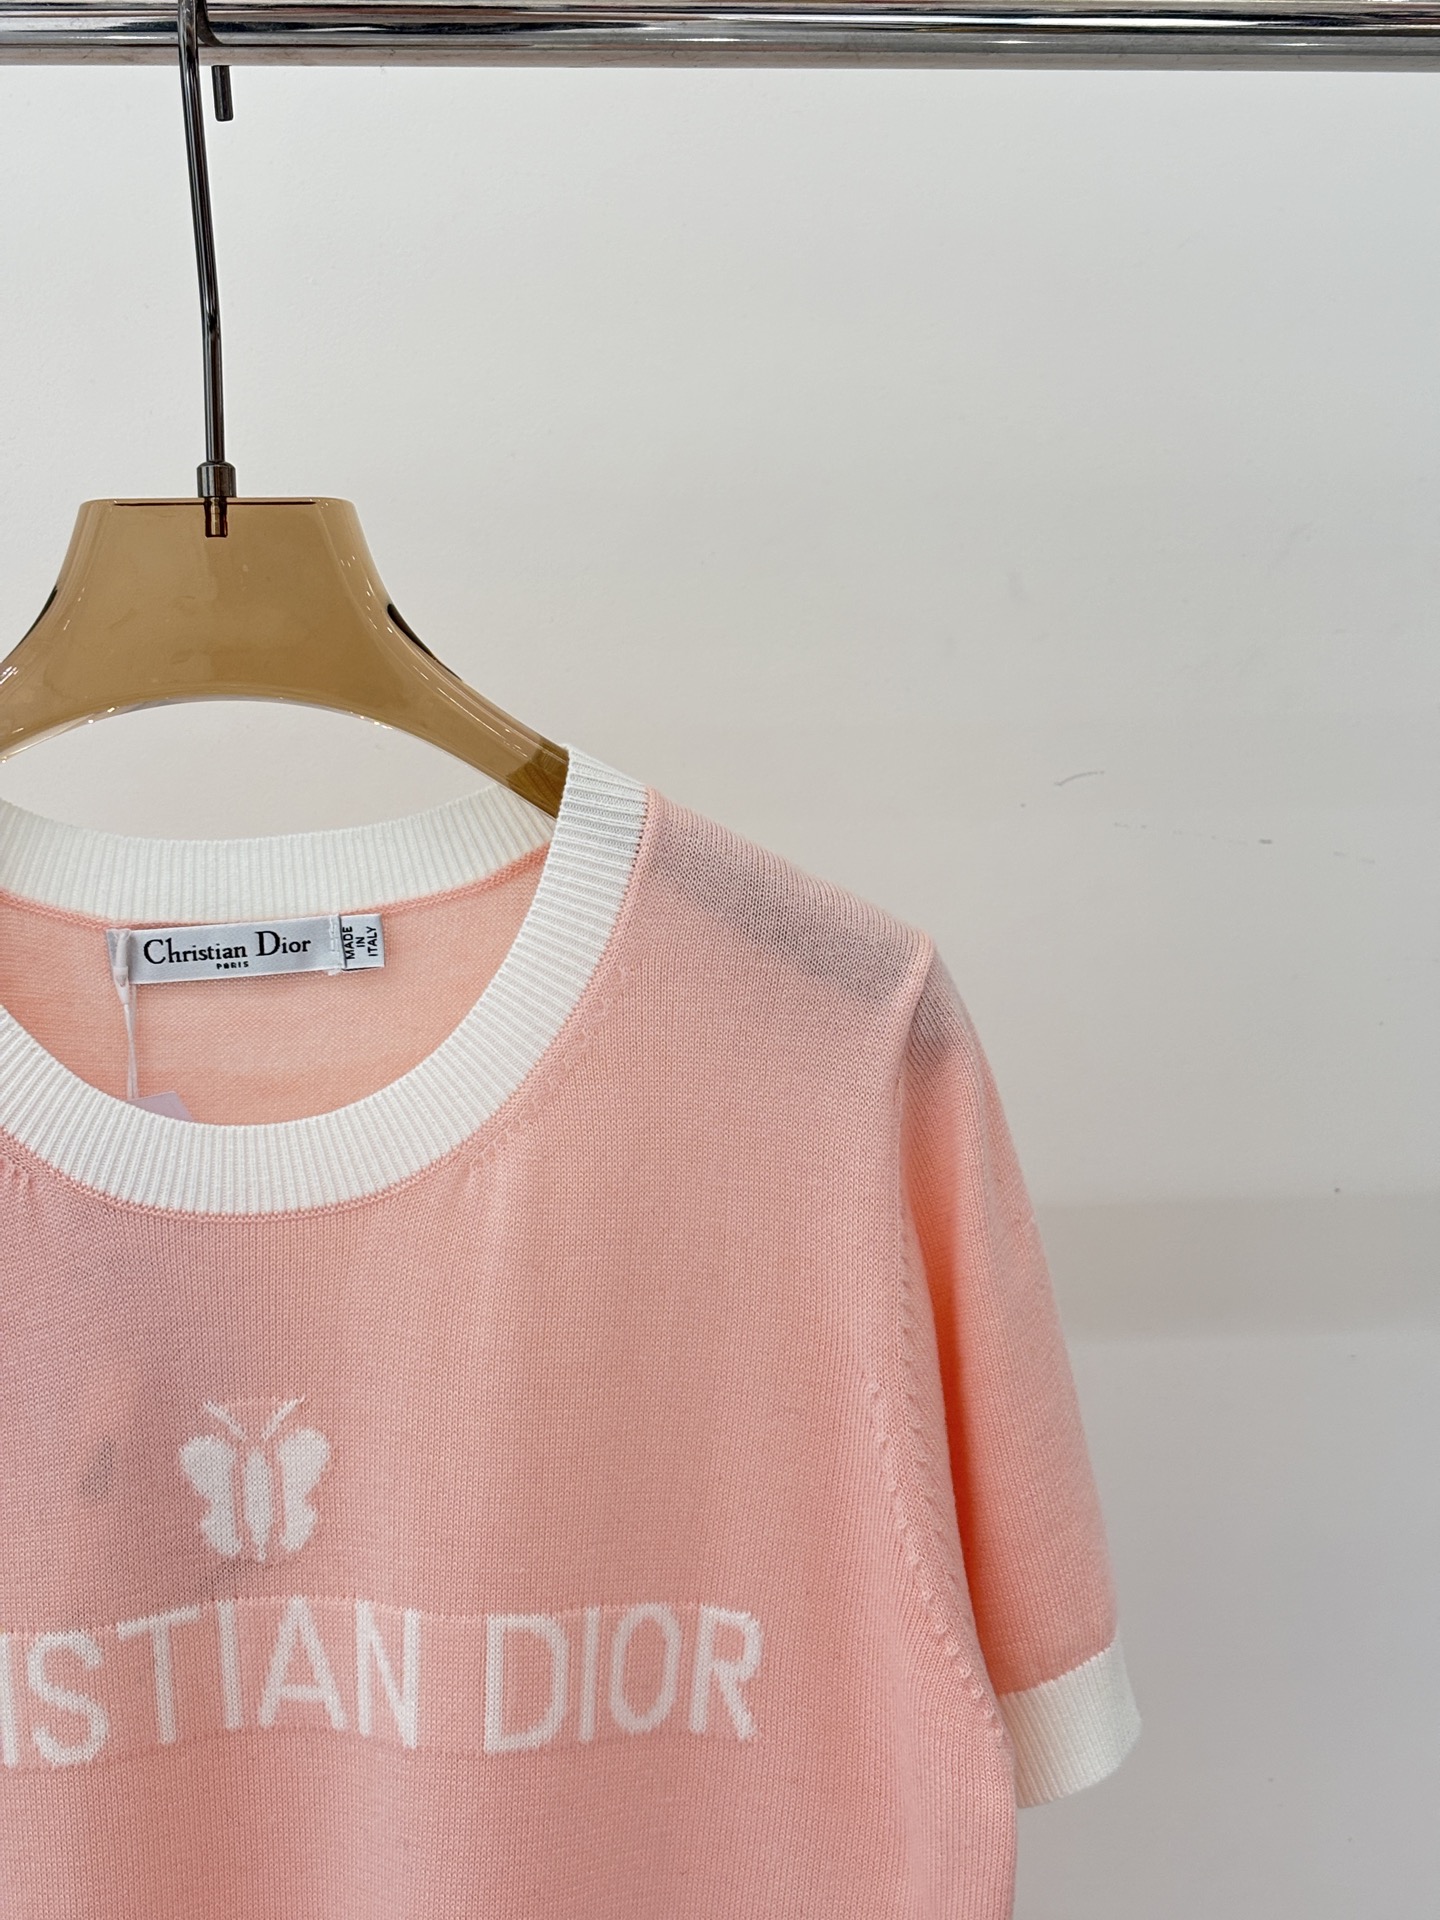 Christian Dior
PARIS
MADE
IN
ITALY
ISTIAN DIOR